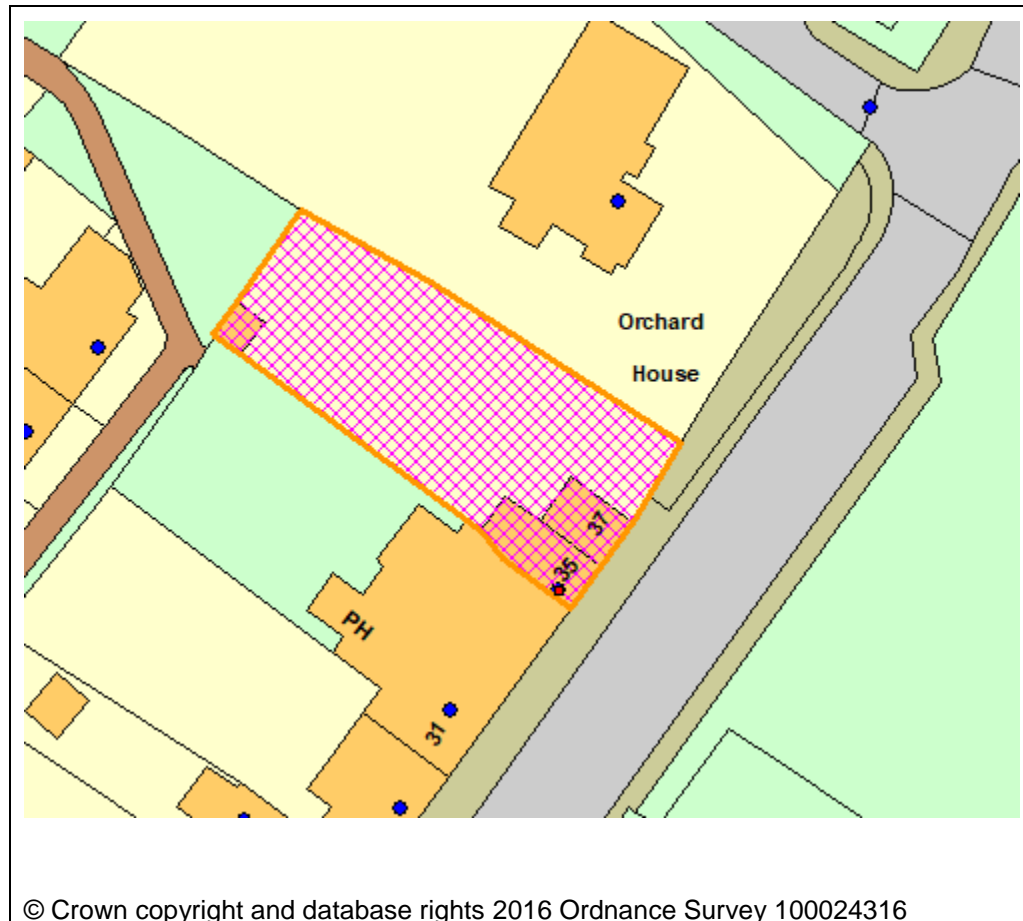 Orchard
House
37
35
PH
31
© Crown copyright and database rights 2016 Ordnance Survey 100024316